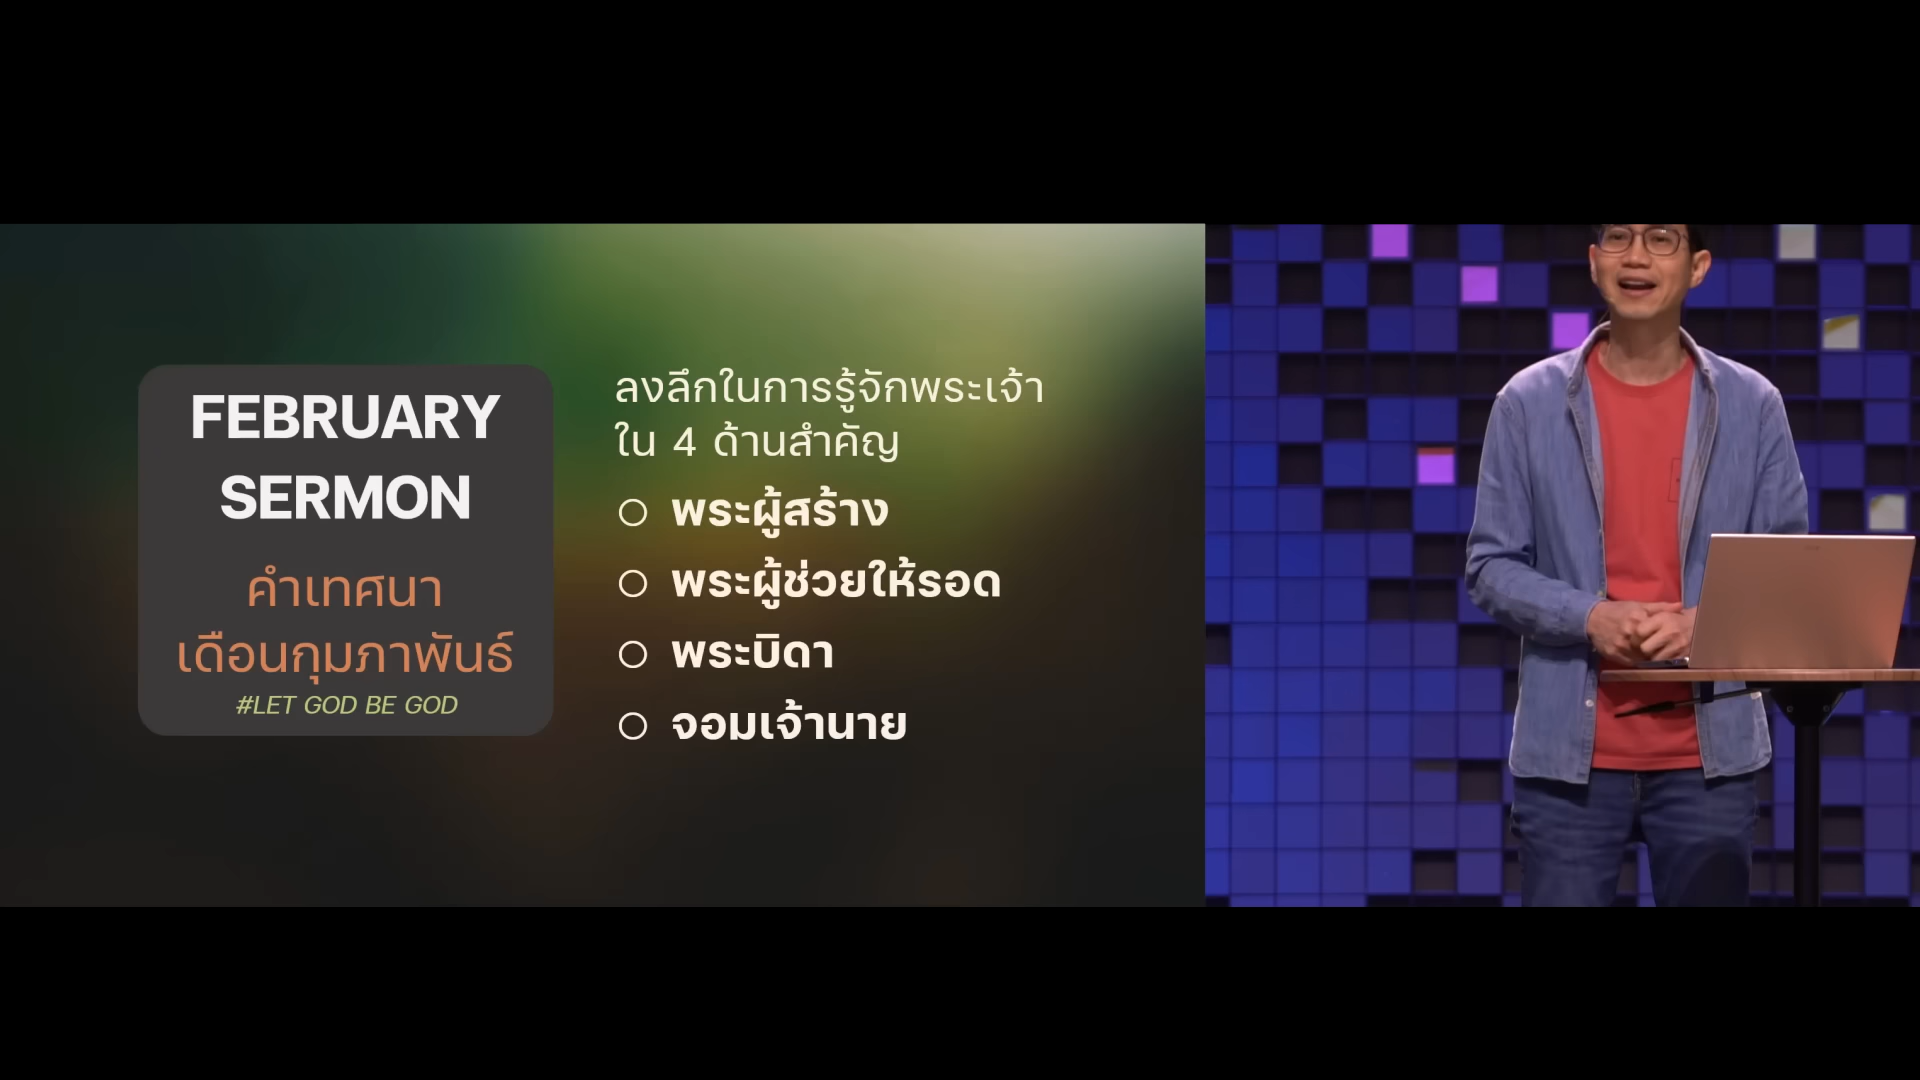 FEBRUARY
SERMON
คำเทศนา
เดือนกุมภาพันธ์
#LET GOD BE GOD
ลงลึกในการรู้จักพระเจ้า
ใน 4 ด้านสำคัญ
พระผู้สร้าง
พระผู้ช่วยให้รอด
พระบิดา
จอมเจ้านาย